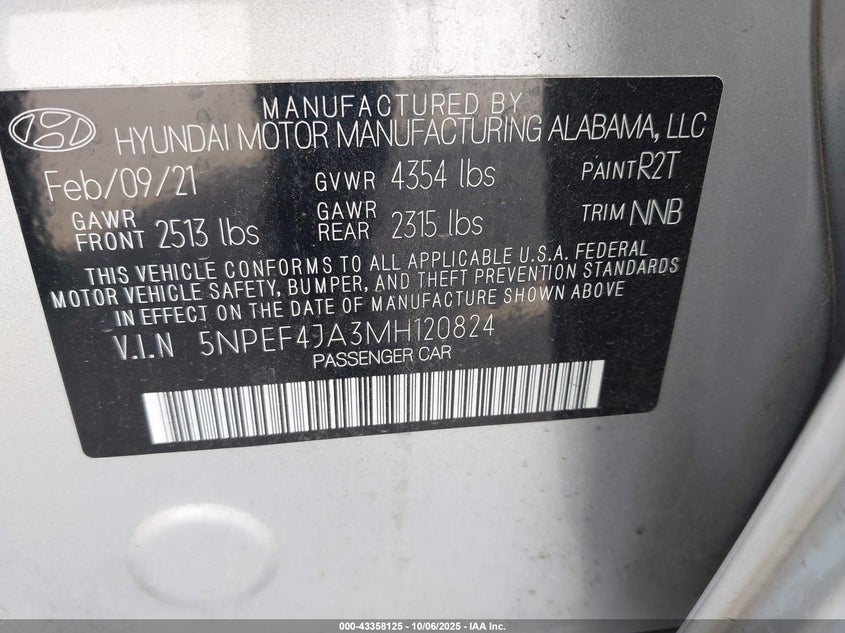 MANUFACTURED BY
HYUNDAI MOTOR MANUFACTURING ALABAMA, LLC
Feb/09/21 GVWR 4354 lbs PAINT R2T
GAWR FRONT 2513 lbs GAWR REAR 2315 lbs TRIM NNB
THIS VEHICLE CONFORMS TO ALL APPLICABLE U.S.A. FEDERAL
MOTOR VEHICLE SAFETY, BUMPER, AND THEFT PREVENTION STANDARDS
IN EFFECT ON THE DATE OF MANUFACTURE SHOWN ABOVE
V.I.N 5NPEF4JA3MH120824
PASSENGER CAR
000-43358125 - 10/06/2025 - IAA Inc.